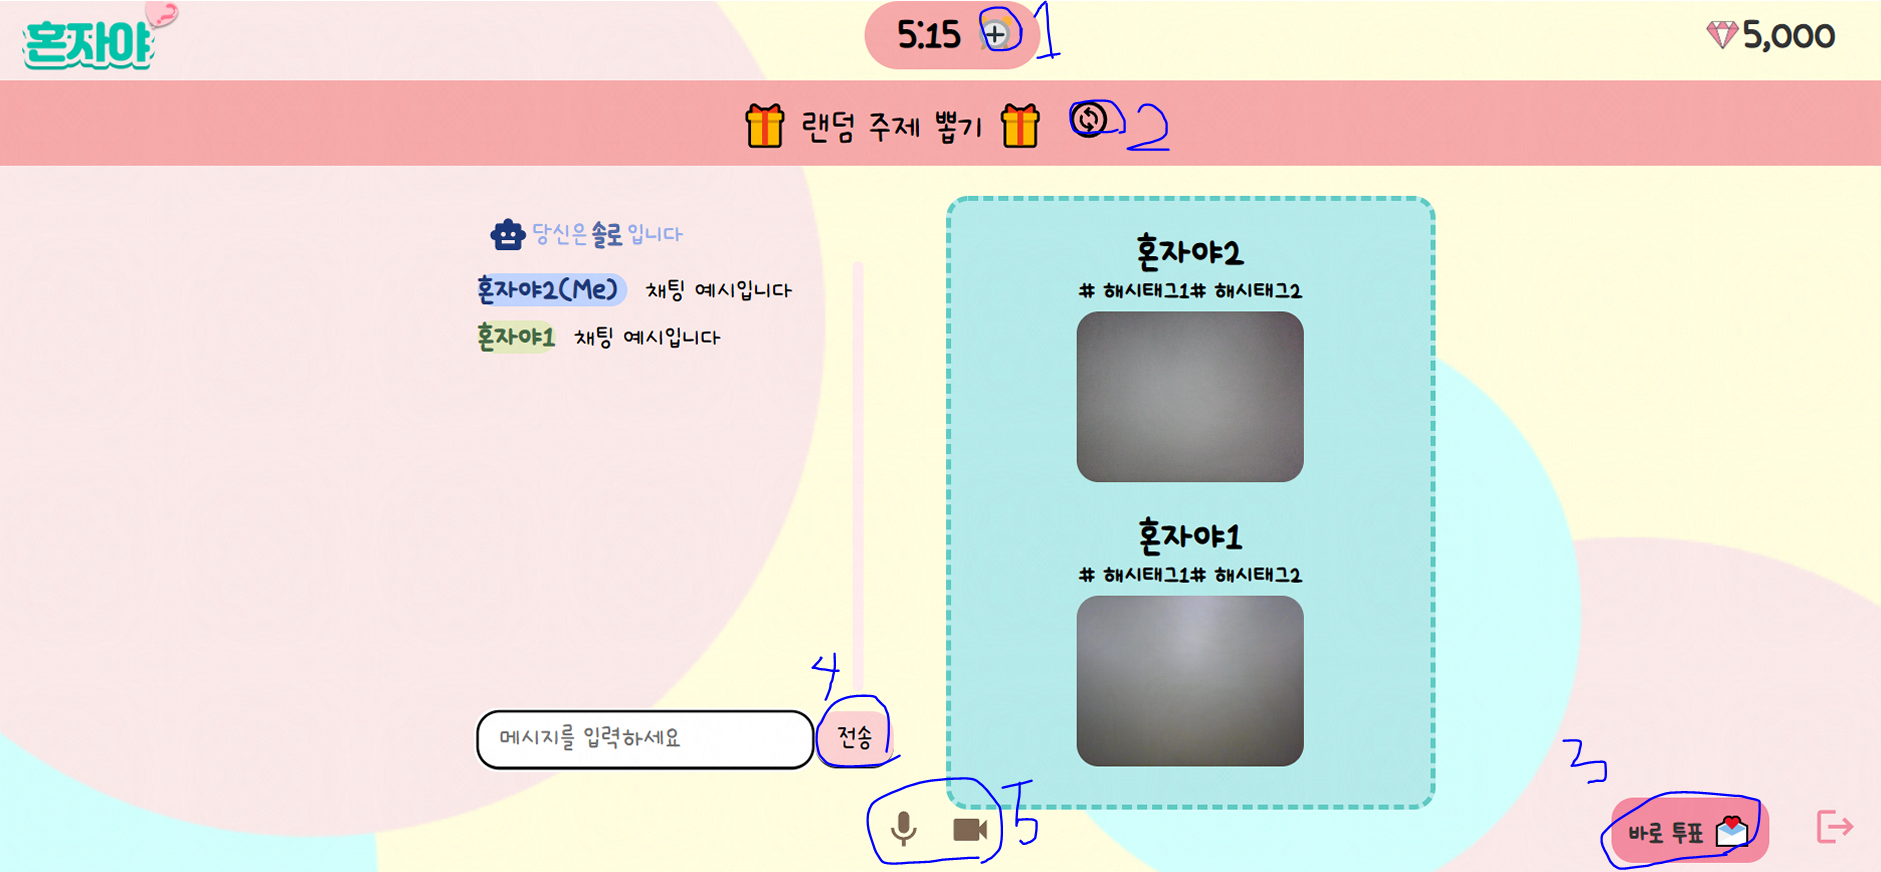 혼자야
?
5:15
1
5,000
랜덤 주제 뽑기
2
당신은 솔로 입니다
혼자야2(Me) 채팅 예시입니다
혼자야1 채팅 예시입니다
혼자야2
# 해시태그1# 해시태그2
혼자야1
# 해시태그1# 해시태그2
4
메시지를 입력하세요
전송
5
3
바로 투표